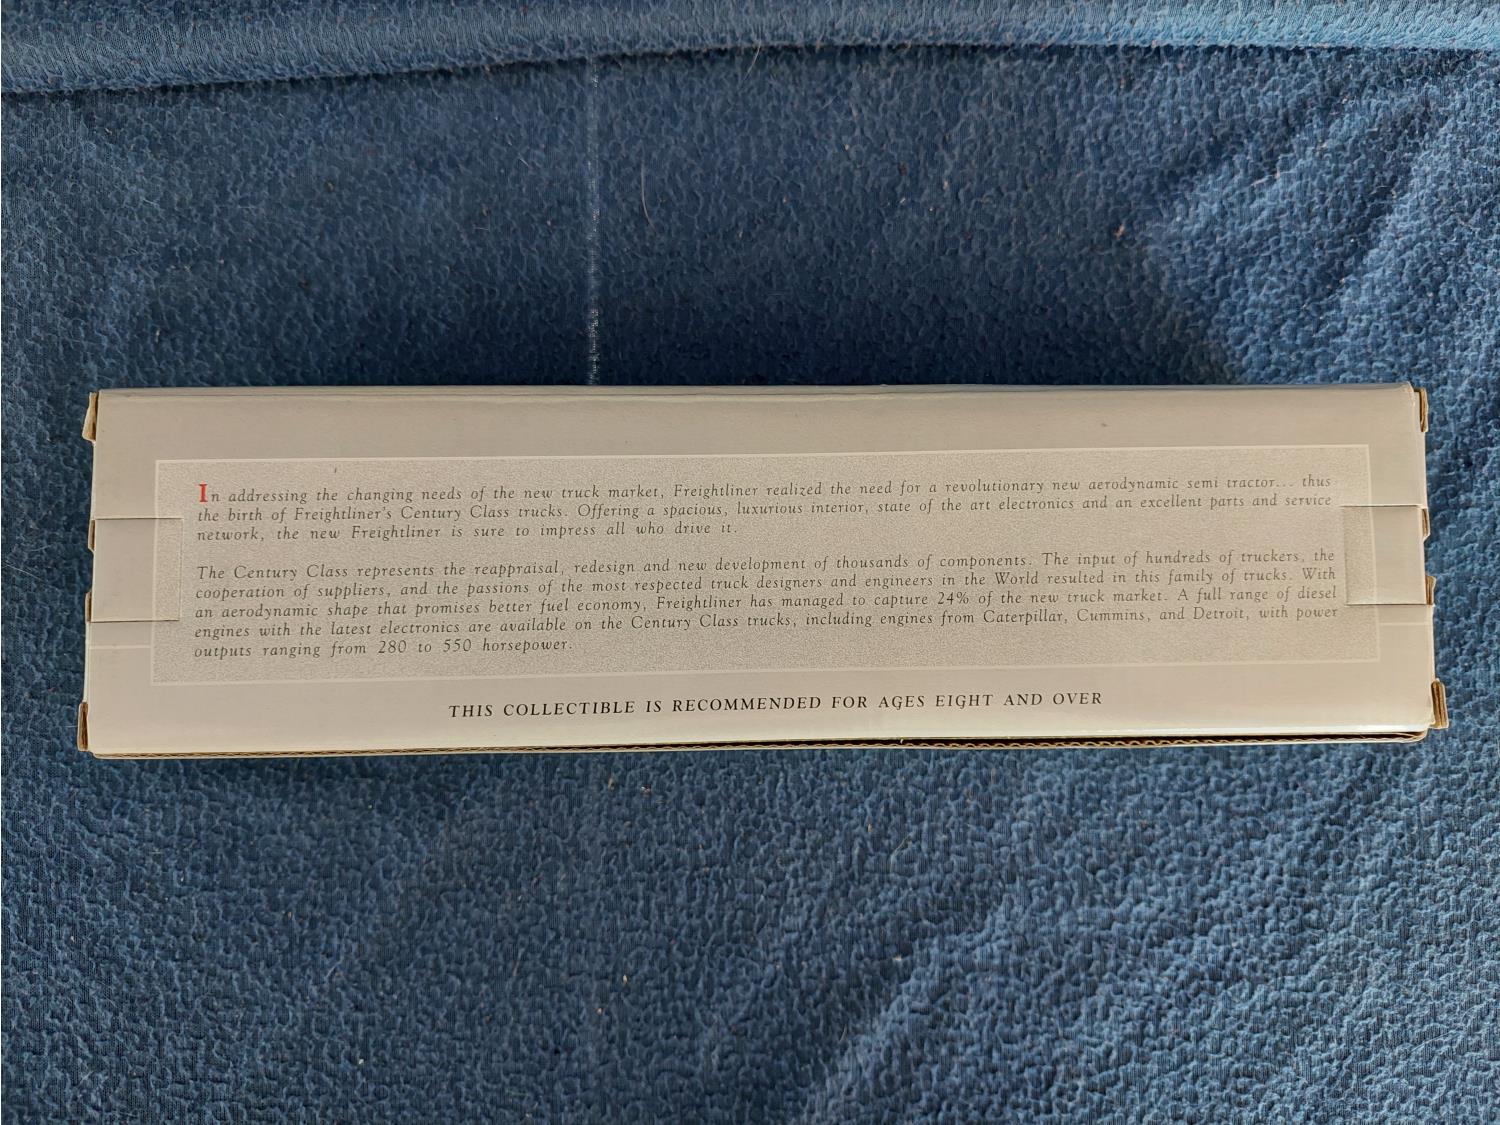 In addressing the changing needs of the new truck market, Freightliner realized the need for a revolutionary new aerodynamic semi tractor... thus
the birth of Freightliner's Century Class trucks. Offering a spacious, luxurious interior, state of the art electronics and an excellent parts and service
network, the new Freightliner is sure to impress all who drive it.
The Century Class represents the reappraisal, redesign and new development of thousands of components. The input of hundreds of truckers, the
cooperation of suppliers, and the passions of the most respected truck designers and engineers in the World resulted in this family of trucks. With
an aerodynamic shape that promises better fuel economy, Freightliner has managed to capture 24% of the new truck market. A full range of diesel
engines with the latest electronics are available on the Century Class trucks, including engines from Caterpillar, Cummins, and Detroit, with power
outputs ranging from 280 to 550 horsepower.
THIS COLLECTIBLE IS RECOMMENDED FOR AGES EIGHT AND OVER